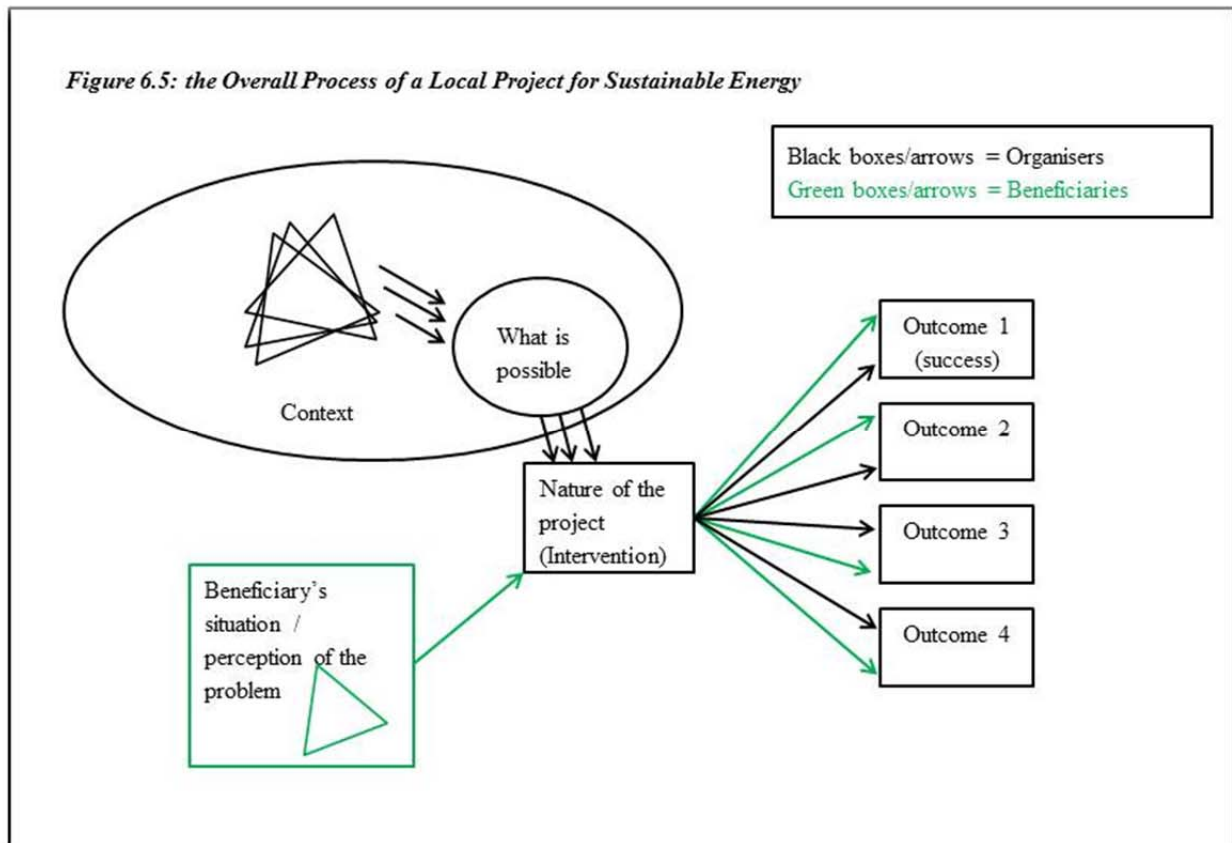 Figure 6.5: the Overall Process of a Local Project for Sustainable Energy
Black boxes/arrows = Organisers
Green boxes/arrows = Beneficiaries
What is
possible
Context
Nature of the
project
(Intervention)
Beneficiary’s
situation /
perception of the
problem
Outcome 1
(success)
Outcome 2
Outcome 3
Outcome 4